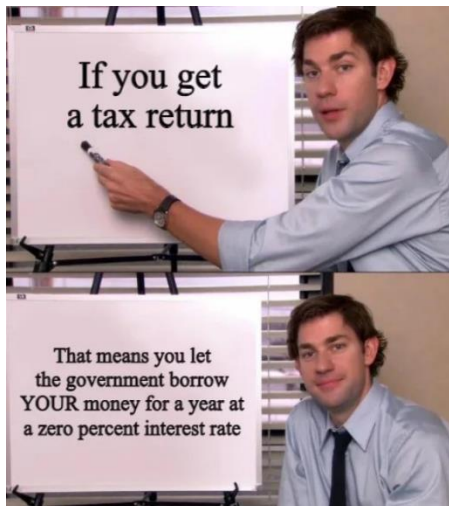 If you get
a tax return
That means you let
the government borrow
YOUR money for a year at
a zero percent interest rate